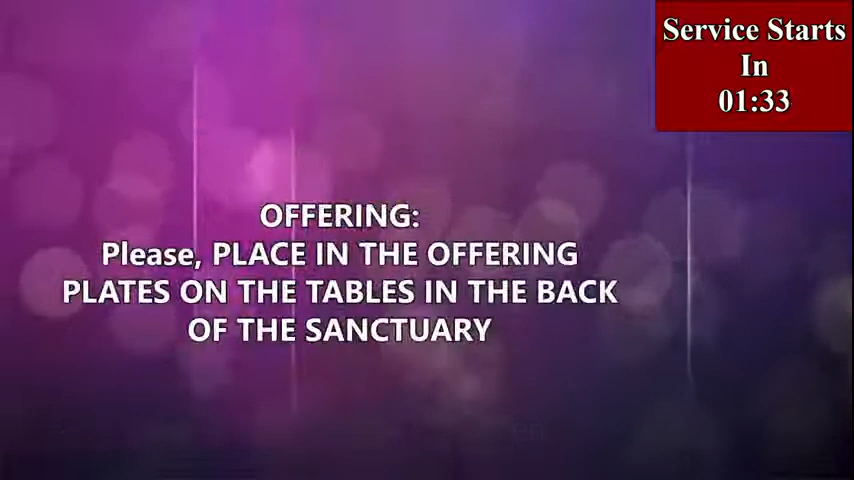 Service Starts
In
01:33
OFFERING:
Please, PLACE IN THE OFFERING
PLATES ON THE TABLES IN THE BACK
OF THE SANCTUARY